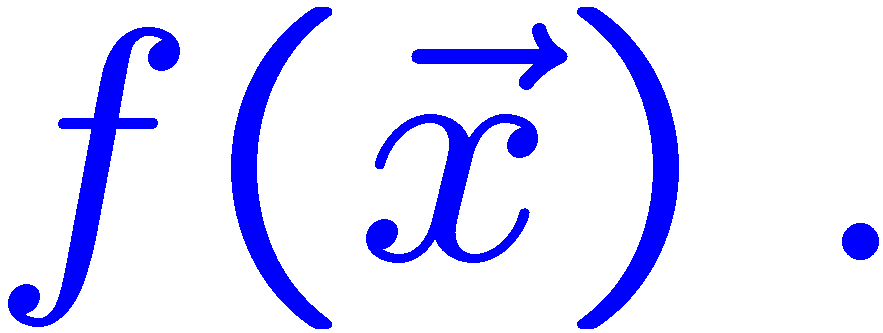 f(x⃗) .